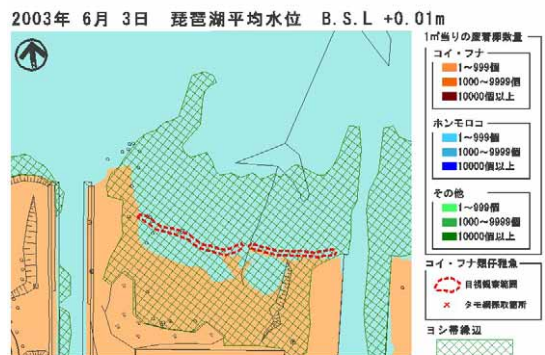 2003年 6月 3日 琵琶湖平均水位 B.S.L +0.01m
1㎡当りの産着卵数量
コイ・フナ
1～999個
1000～9999個
10000個以上
ホンモロコ
1～999個
1000～9999個
10000個以上
その他
1～999個
1000～9999個
10000個以上
コイ・フナ類仔稚魚
目視観察範囲
タモ網採取箇所
ヨシ帯縁辺